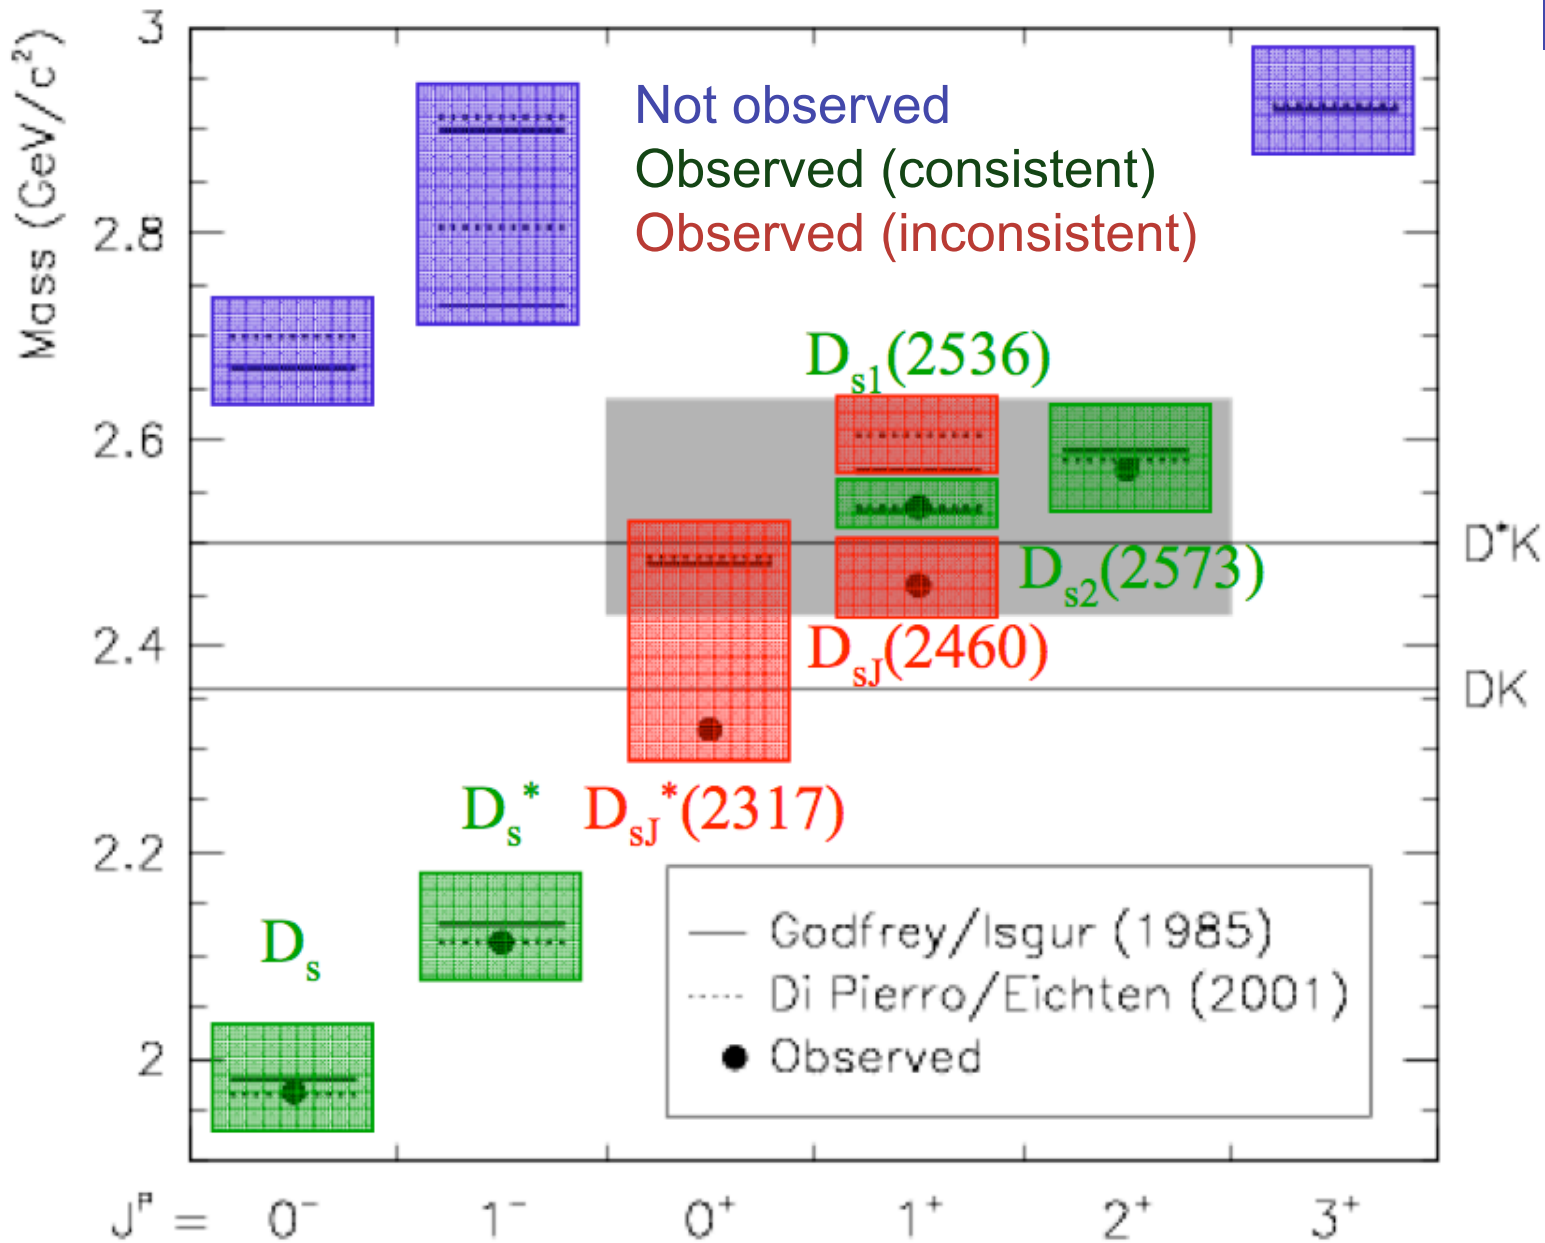 3
Mass (GeV/c²)
Not observed
Observed (consistent)
Observed (inconsistent)
2.8
D_s1(2536)
2.6
D*K
D_s2(2573)
2.4
D_sJ(2460)
DK
D_s*
D_sJ*(2317)
2.2
D_s
Godfrey/Isgur (1985)
Di Pierro/Eichten (2001)
Observed
2
J^P = 0⁻ 1⁻ 0⁺ 1⁺ 2⁺ 3⁺